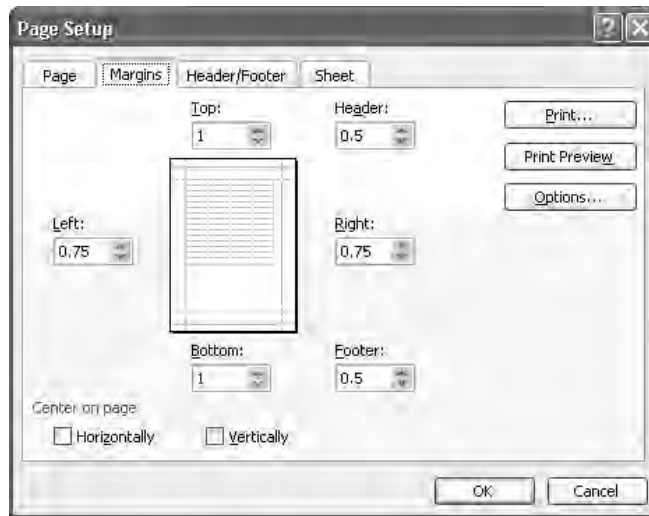 Page Setup
Page Margins Header/Footer Sheet
Top: Header:
1 0.5
Print...
Print Preview
Options...
Left: Right:
0.75 0.75
Bottom: Footer:
1 0.5
Center on page
Horizontally Vertically
OK Cancel